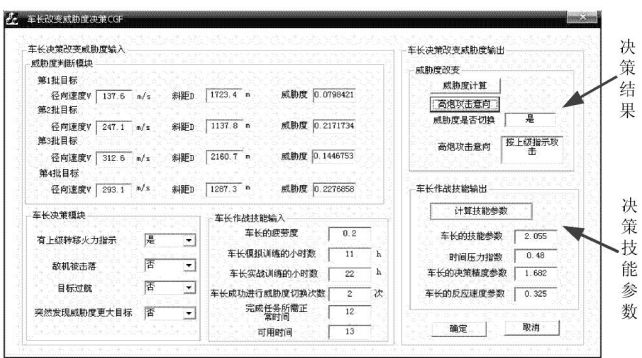 车长改变威胁度决策CGF
车长决策改变威胁度输入
威胁度判断模块
第1批目标
径向速度V 137.6 m/s 斜距D 1723.4 m 威胁度 0.0798421
第2批目标
径向速度V 247.1 m/s 斜距D 1137.8 m 威胁度 0.2171734
第3批目标
径向速度V 312.6 m/s 斜距D 2160.7 m 威胁度 0.1446753
第4批目标
径向速度V 293.1 m/s 斜距D 1287.3 m 威胁度 0.2276858
车长决策模块
有上级转移火力指示 是
敌机被击落 否
目标过航 否
突然发现威胁度更大目标 否
车长作战技能输入
车长的疲劳度 0.2
车长模拟训练的小时数 11 h
车长实战训练的小时数 22 h
车长成功进行威胁度切换次数 2 次
完成任务所需正
常时间 12
可用时间 13
车长决策改变威胁度输出
威胁度改变
威胁度计算
高炮攻击意向
威胁度是否切换 是
高炮攻击意向 按上级指示攻
击
车长作战技能输出
计算技能参数
车长的技能参数 2.055
时间压力指数 0.48
车长的决策精度参数 1.682
车长的反应速度参数 0.325
确定 取消
决策结果
决策技能参数